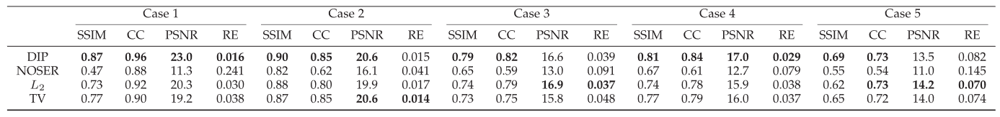 Case 1 Case 2 Case 3 Case 4 Case 5
SSIM CC PSNR RE SSIM CC PSNR RE SSIM CC PSNR RE SSIM CC PSNR RE SSIM CC PSNR RE
DIP 0.87 0.96 23.0 0.016 0.90 0.85 20.6 0.015 0.79 0.82 16.6 0.039 0.81 0.84 17.0 0.029 0.69 0.73 13.5 0.082
NOSER 0.47 0.88 11.3 0.241 0.82 0.62 16.1 0.041 0.65 0.59 13.0 0.091 0.67 0.61 12.7 0.079 0.55 0.54 11.0 0.145
L2 0.73 0.92 20.3 0.030 0.88 0.80 19.9 0.017 0.74 0.79 16.9 0.037 0.74 0.78 15.9 0.038 0.62 0.73 14.2 0.070
TV 0.77 0.90 19.2 0.038 0.87 0.85 20.6 0.014 0.73 0.75 15.8 0.048 0.77 0.79 16.0 0.037 0.65 0.72 14.0 0.074